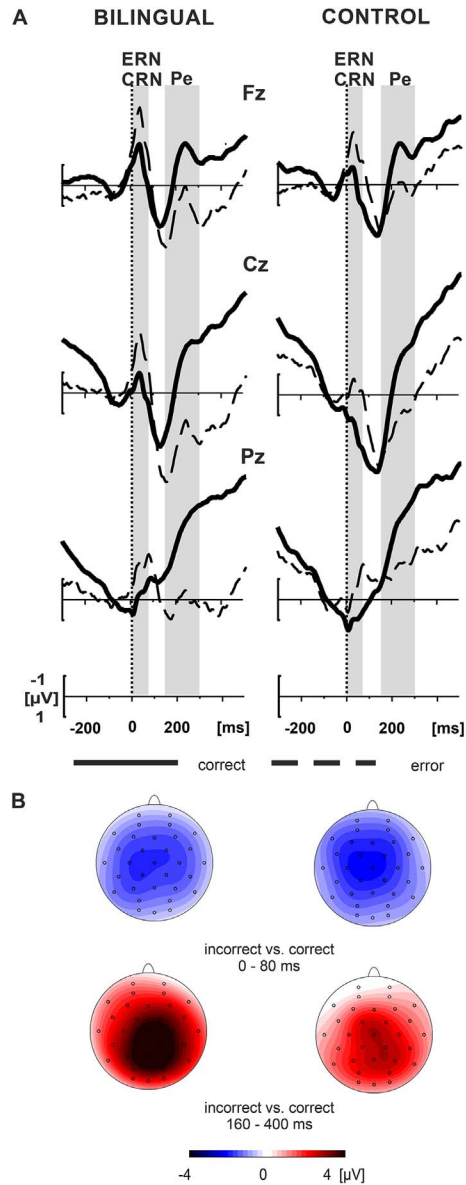 A BILINGUAL CONTROL
ERN ERN
CRN Pe CRN Pe
Fz
Cz
Pz
-1
[µV]
1
-200 0 200 [ms] -200 0 200 [ms]
correct error
B
incorrect vs. correct
0 - 80 ms
incorrect vs. correct
160 - 400 ms
-4 0 4 [µV]